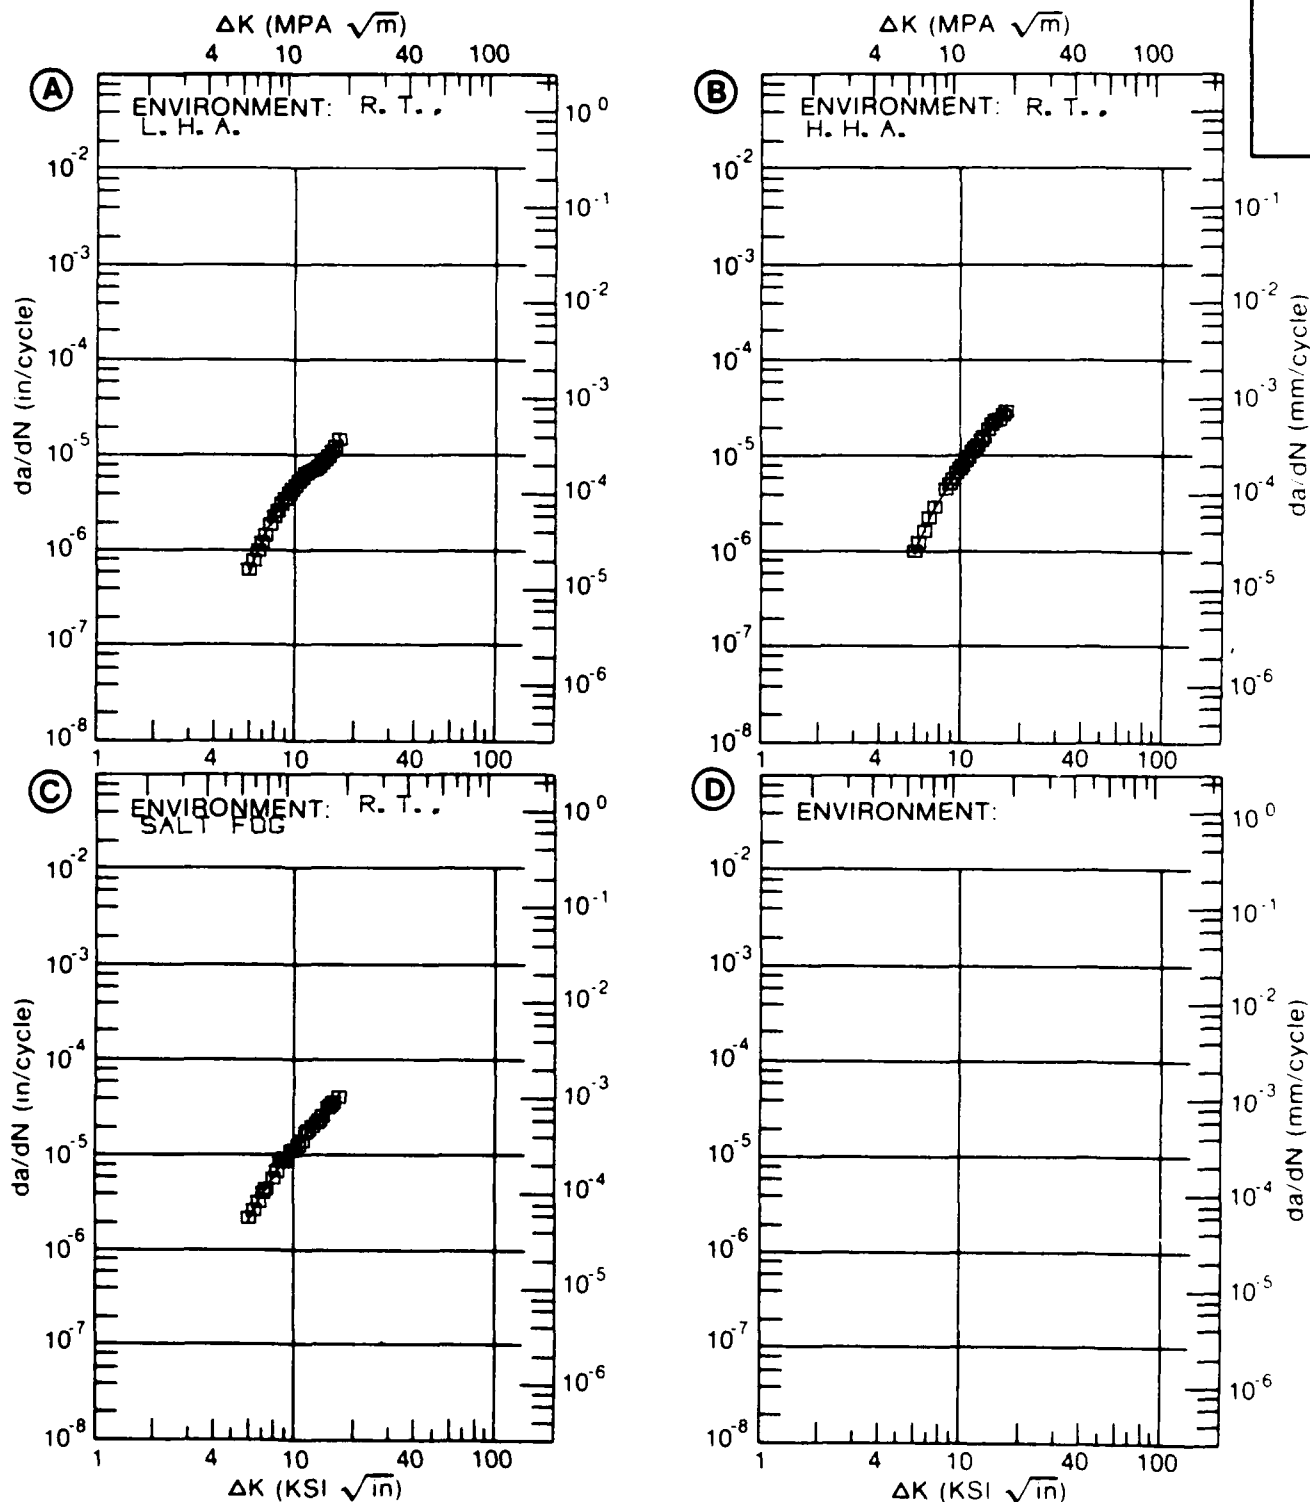 ΔK (MPA √m)
4 10 40 100
A
ENVIRONMENT: R. T.,
L. H. A.
10^0
10^-2
10^-1
10^-3
10^-2
10^-4
10^-3
10^-5
10^-4
10^-6
10^-5
10^-7
10^-6
10^-8
1 4 10 40 100
da/dN (in/cycle)
ΔK (MPA √m)
4 10 40 100
B
ENVIRONMENT: R. T.,
H. H. A.
10^-2
10^-1
10^-3
10^-2
10^-4
10^-3
10^-5
10^-4
10^-6
10^-5
10^-7
10^-6
10^-8
1 4 10 40 100
da/dN (mm/cycle)
C
ENVIRONMENT: R. T.,
SALT FOG
10^0
10^-2
10^-1
10^-3
10^-2
10^-4
10^-3
10^-5
10^-4
10^-6
10^-5
10^-7
10^-6
10^-8
1 4 10 40 100
da/dN (in/cycle)
ΔK (KSI √in)
D
ENVIRONMENT:
10^0
10^-2
10^-1
10^-3
10^-2
10^-4
10^-3
10^-5
10^-4
10^-6
10^-5
10^-7
10^-6
10^-8
1 4 10 40 100
da/dN (mm/cycle)
ΔK (KSI √in)